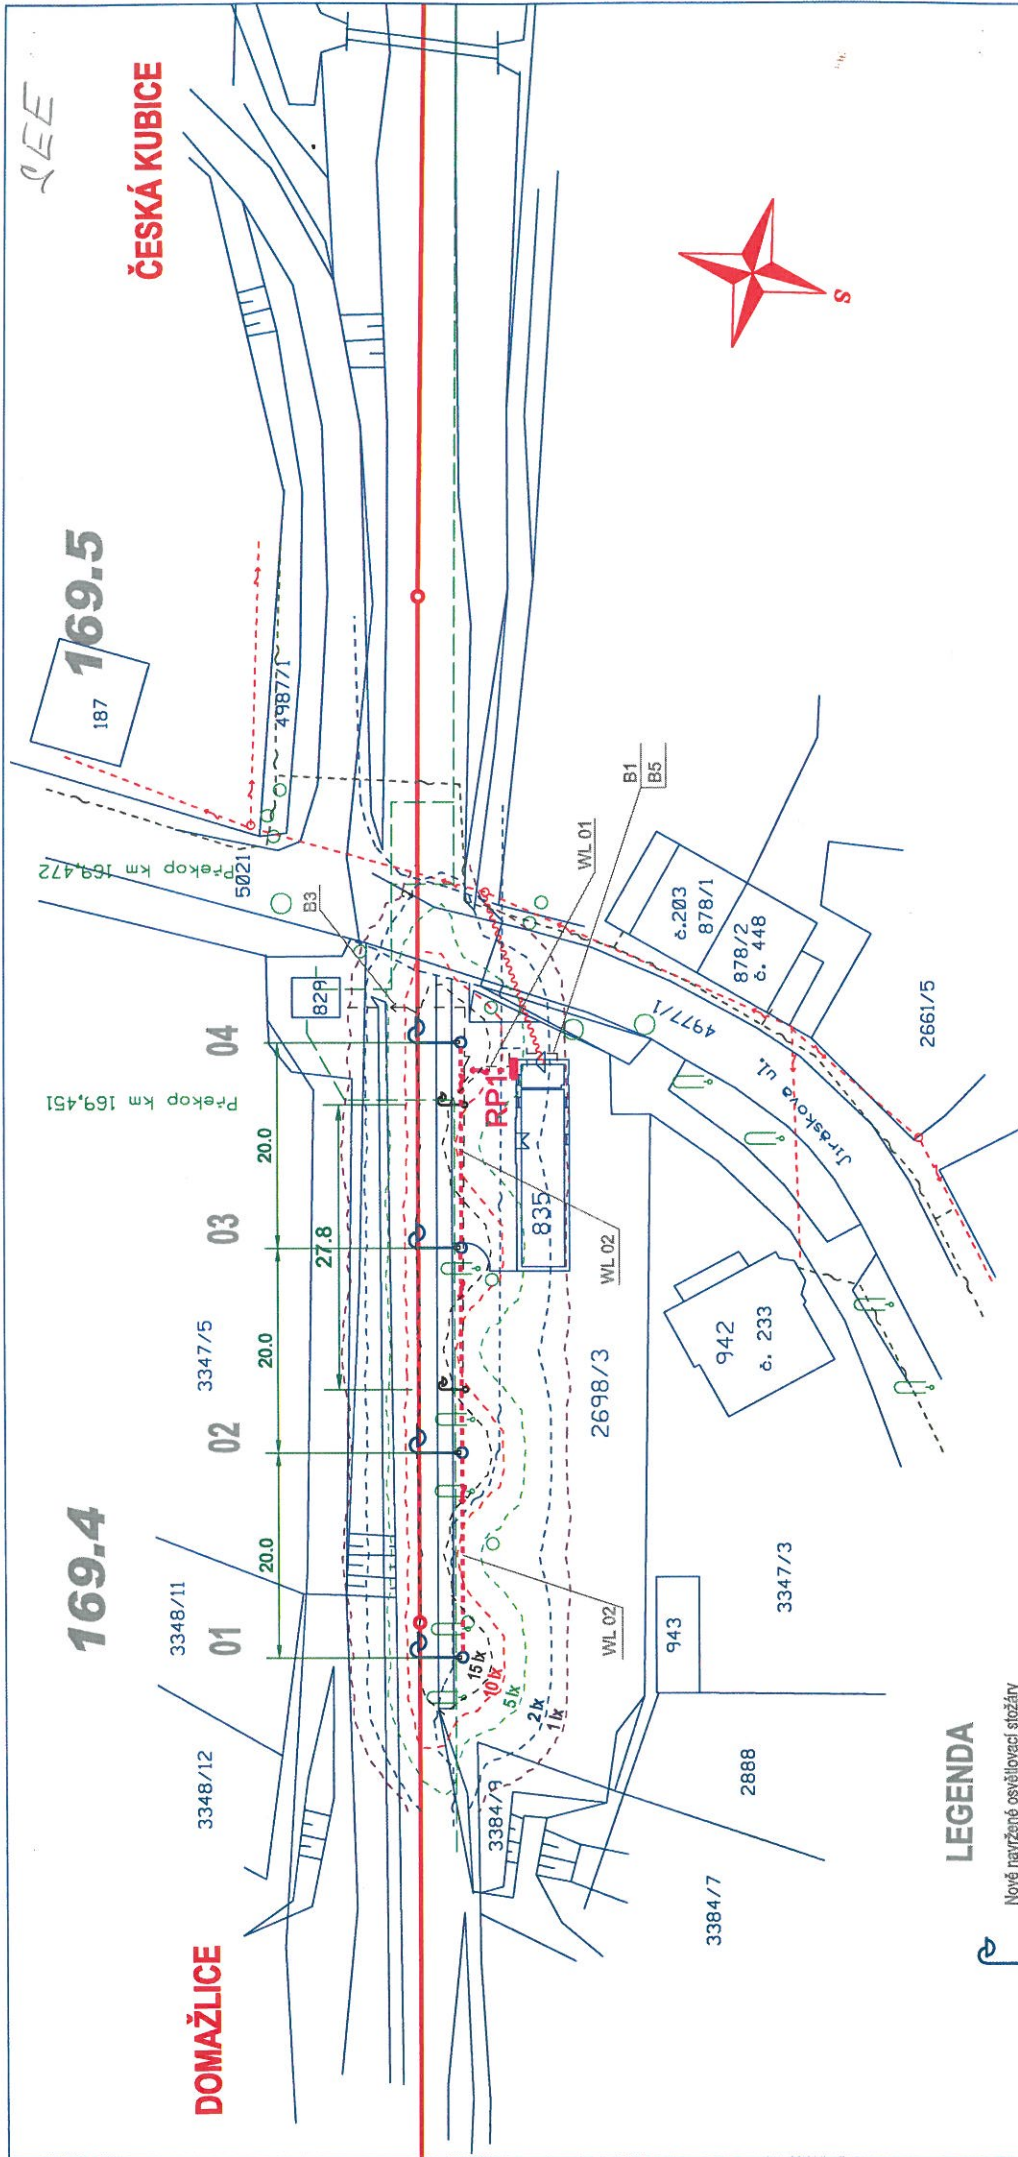 ČESKÁ KUBICE
169.5
187
4987/1
5021
Překop km 169,472
B3
829
04
Překop km 169,451
20.0
03
27.8
3347/5
20.0
02
169.4
20.0
3348/11
01
3348/12
DOMAŽLICE
B1
B5
WL 01
č.203
878/1
878/2
č. 448
4977/1
2661/5
Jiráskova ul.
RP1
M
835
WL 02
942
č. 233
2698/3
WL 02
943
3347/3
15 lx
10 lx
5 lx
2 lx
1 lx
3384/9
2888
3384/7
S
LEGENDA
Nově navržené osvětlovací stožáry